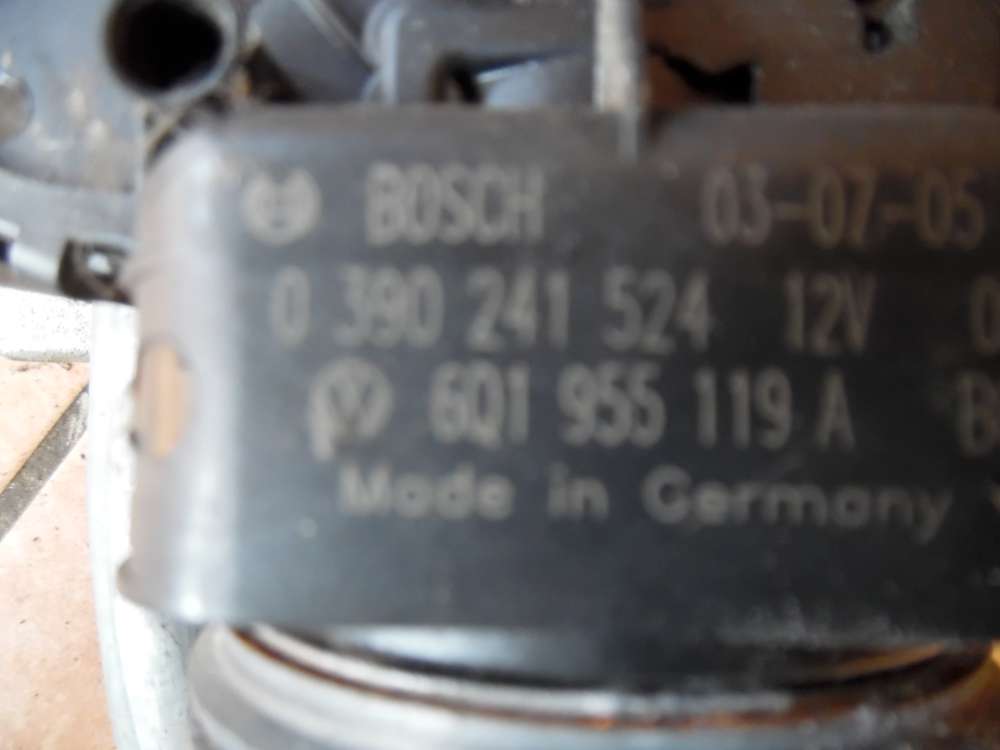 BOSCH 03-07-05
0 390 241 524 12V
6Q1 955 119 A
Made in Germany